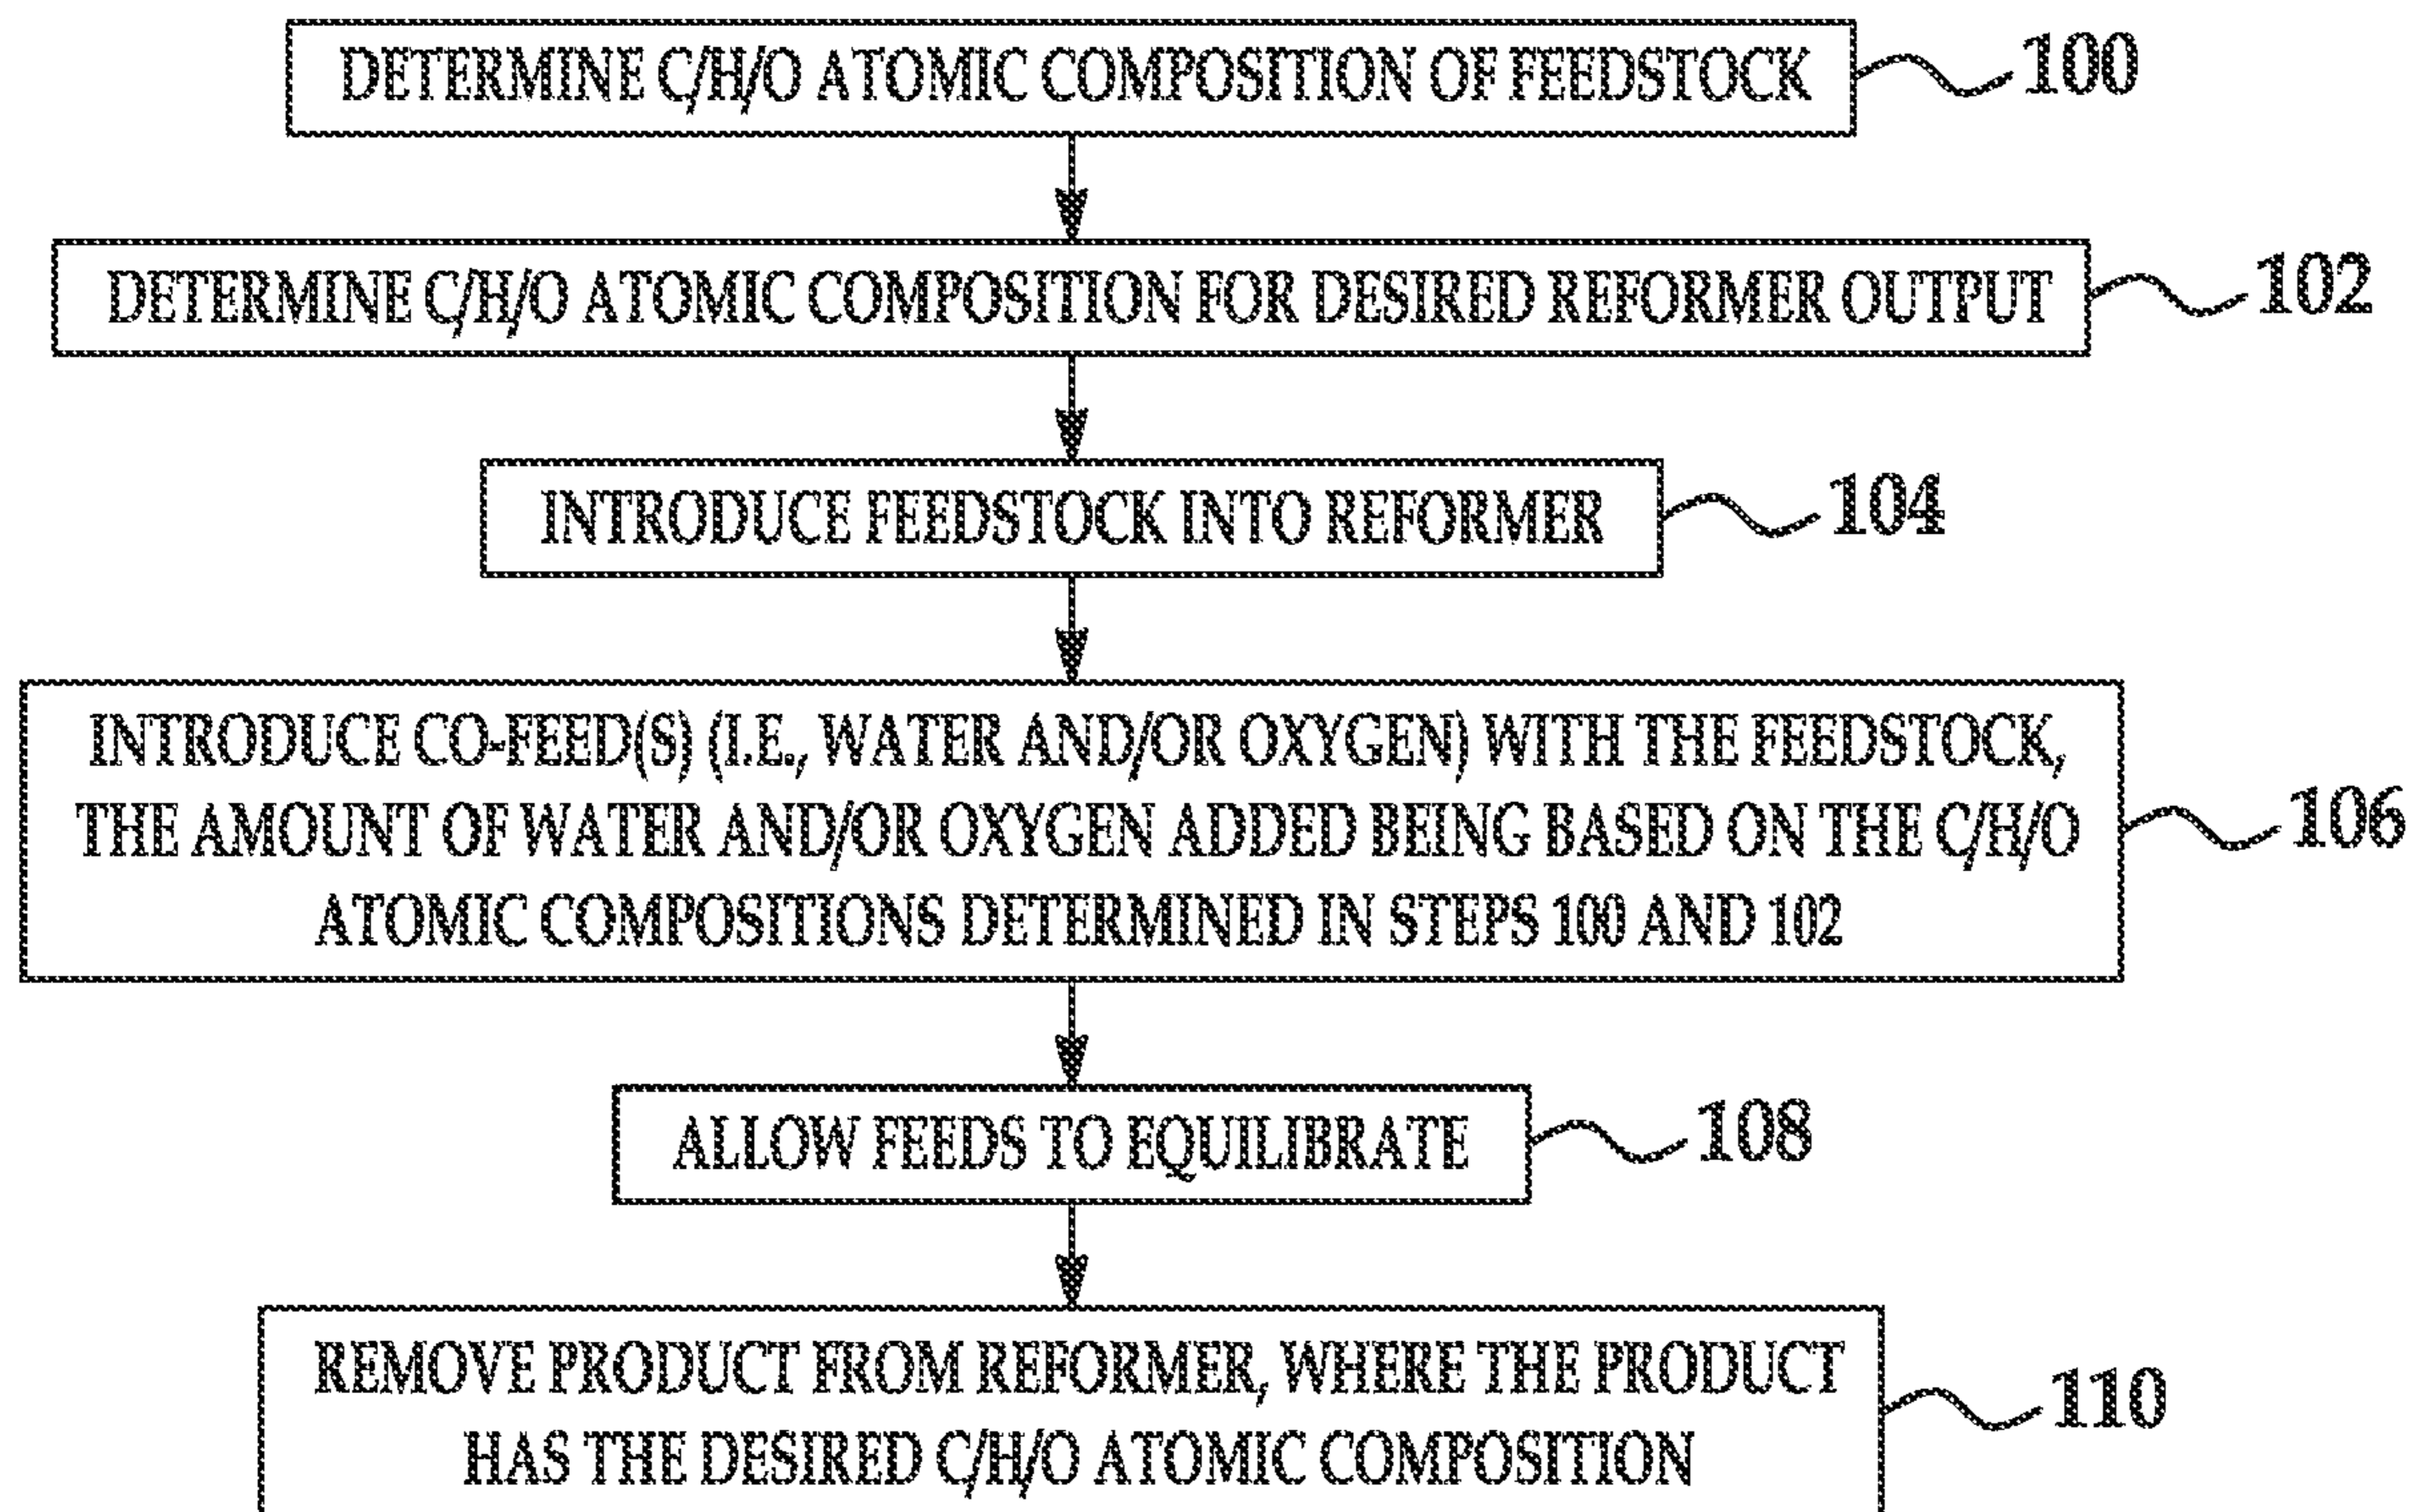 DETERMINE C/H/O ATOMIC COMPOSITION OF FEEDSTOCK
100
DETERMINE C/H/O ATOMIC COMPOSITION FOR DESIRED REFORMER OUTPUT
102
INTRODUCE FEEDSTOCK INTO REFORMER
104
INTRODUCE CO-FEED(S) (I.E., WATER AND/OR OXYGEN) WITH THE FEEDSTOCK,
THE AMOUNT OF WATER AND/OR OXYGEN ADDED BEING BASED ON THE C/H/O
ATOMIC COMPOSITIONS DETERMINED IN STEPS 100 AND 102
106
ALLOW FEEDS TO EQUILIBRATE
108
REMOVE PRODUCT FROM REFORMER, WHERE THE PRODUCT
HAS THE DESIRED C/H/O ATOMIC COMPOSITION
110